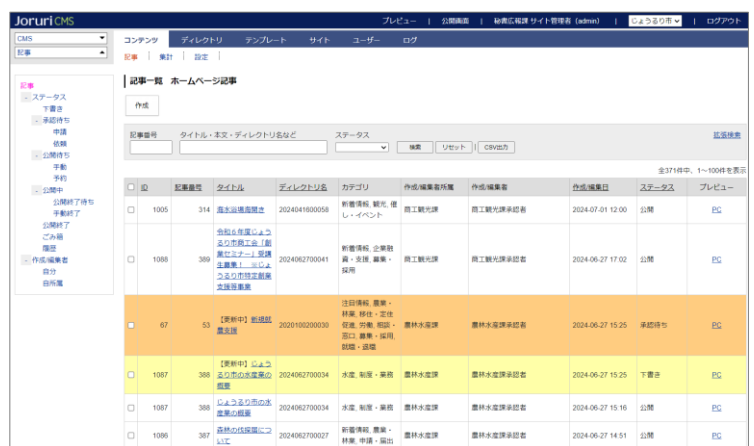 Joruri CMS
プレビュー | 公開画面 | 秘書広報課 サイト管理者 (admin) | じょうるり市 | ログアウト
CMS
記事
コンテンツ ディレクトリ テンプレート サイト ユーザー ログ
記事 集計 設定
記事一覧 ホームページ記事
作成
記事
ステータス
下書き
承認待ち
申請
依頼
公開待ち
手動
予約
公開中
公開終了待ち
手動終了
公開終了
ごみ箱
履歴
作成/編集者
自分
自所属
記事番号 タイトル・本文・ディレクトリ名など ステータス
検索 リセット | CSV出力
拡張検索
全371件中、1~100件を表示
ID 記事番号 タイトル ディレクトリ名 カテゴリ 作成/編集者所属 作成/編集者 作成/編集日 ステータス プレビュー
1005 314 海水浴場海開き 2024041600058 新着情報, 観光, 催し・イベント 商工観光課 商工観光課承認者 2024-07-01 12:00 公開 PC
1088 389 令和6年度じょう
るり市商工会「創
業セミナー」受講
生募集! ※じょ
うるり市特定創業
支援等事業
2024062700041 新着情報, 企業融
資・支援, 募集・
採用
商工観光課 商工観光課承認者 2024-06-27 17:02 公開 PC
67 53 【更新中】新規就
農支援
2020100200030 注目情報, 農業・
林業, 移住・定住
促進, 労働, 相談・
窓口, 募集・採用,
就職・退職
農林水産課 農林水産課承認者 2024-06-27 15:25 承認待ち PC
1087 388 【更新中】じょう
るり市の水産業の
概要
2024062700034 水産, 制度・業務 農林水産課 農林水産課承認者 2024-06-27 15:25 下書き PC
1087 388 じょうるり市の水
産業の概要
2024062700034 水産, 制度・業務 農林水産課 農林水産課承認者 2024-06-27 15:16 公開 PC
1086 387 森林の伐採届につ
いて
2024062700027 新着情報, 農業・
林業, 申請・届出
農林水産課 農林水産課承認者 2024-06-27 14:51 公開 PC